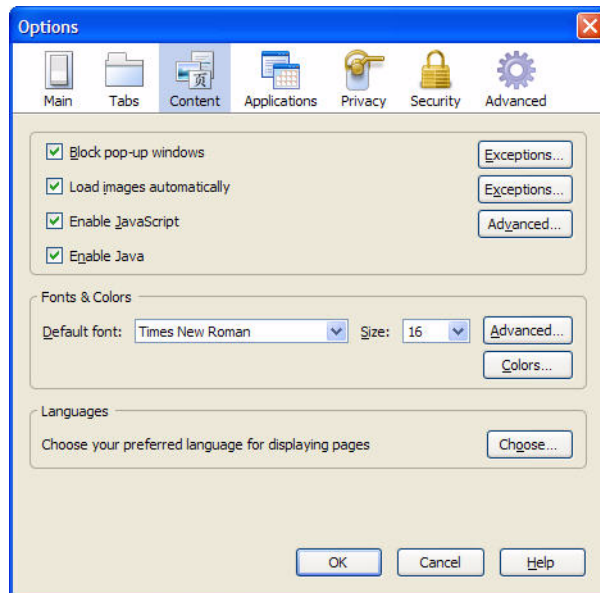 Options
Main Tabs Content Applications Privacy Security Advanced
页
Block pop-up windows Exceptions...
Load images automatically Exceptions...
Enable JavaScript Advanced...
Enable Java
Fonts & Colors
Default font: Times New Roman Size: 16 Advanced...
Colors...
Languages
Choose your preferred language for displaying pages Choose...
OK Cancel Help